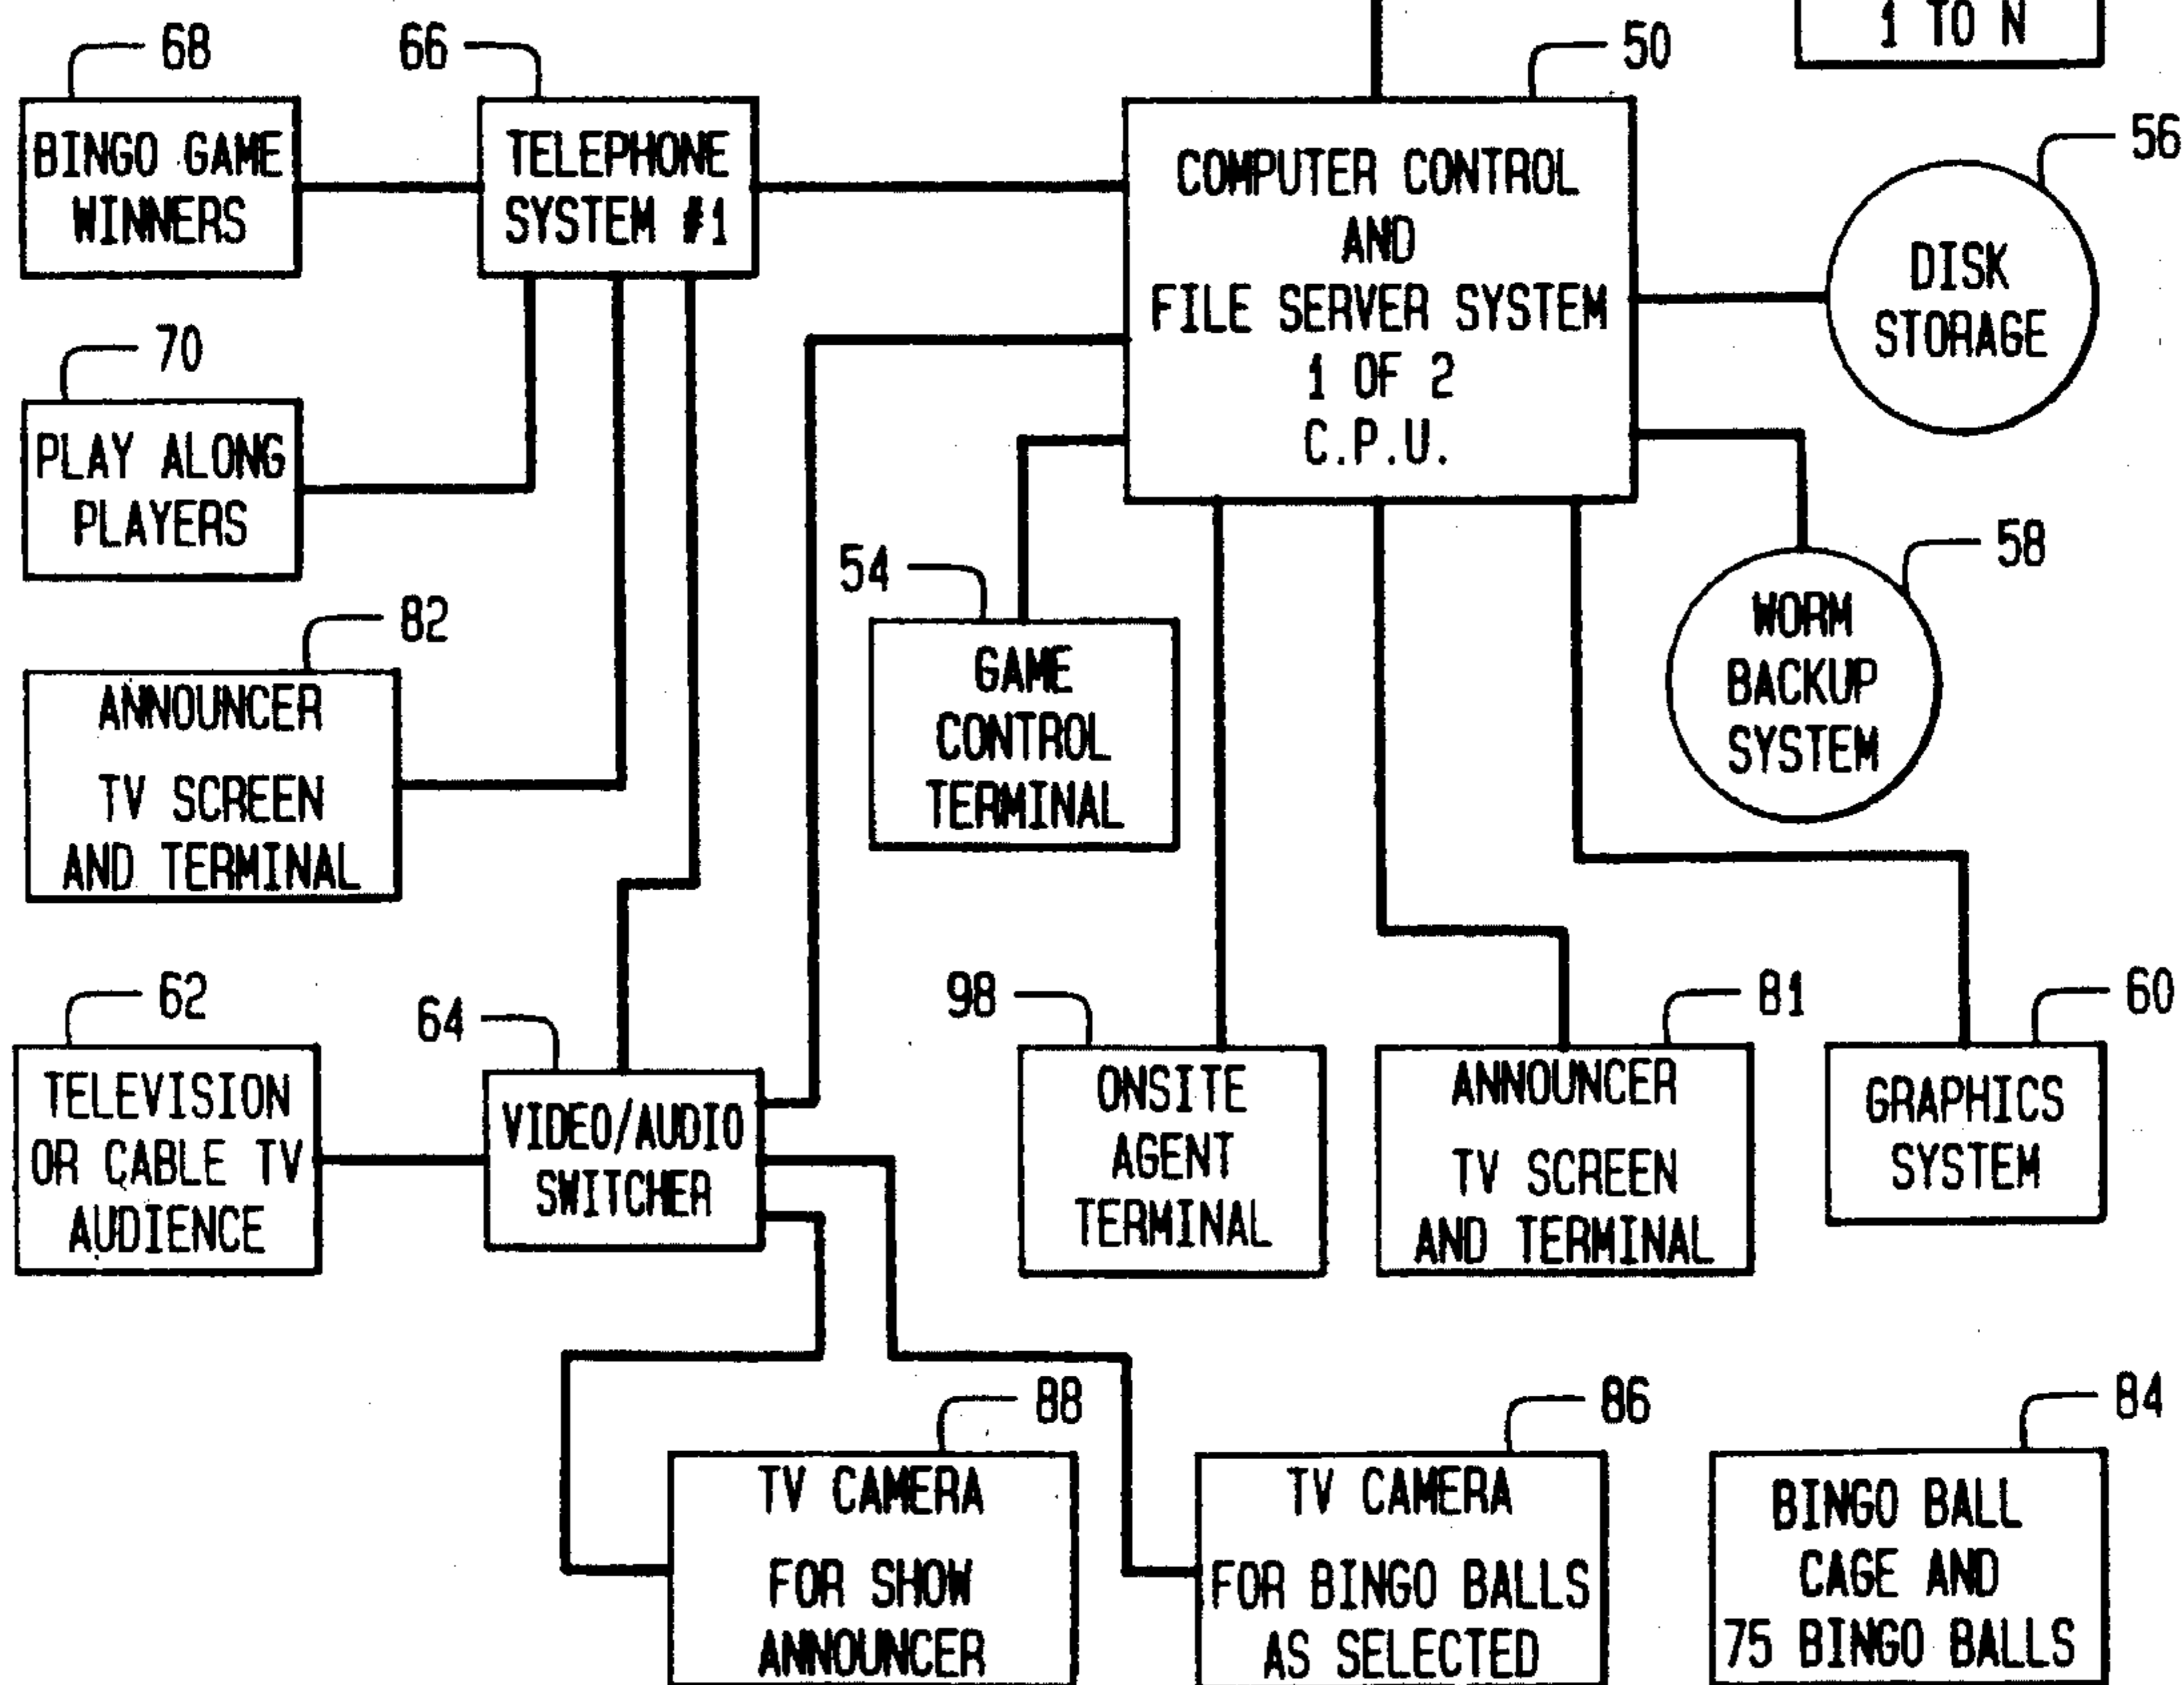 1 TO N
68
BINGO GAME
WINNERS
66
TELEPHONE
SYSTEM #1
50
COMPUTER CONTROL
AND
FILE SERVER SYSTEM
1 OF 2
C.P.U.
56
DISK
STORAGE
70
PLAY ALONG
PLAYERS
54
GAME
CONTROL
TERMINAL
58
WORM
BACKUP
SYSTEM
82
ANNOUNCER
TV SCREEN
AND TERMINAL
62
TELEVISION
OR CABLE TV
AUDIENCE
64
VIDEO/AUDIO
SWITCHER
98
ONSITE
AGENT
TERMINAL
81
ANNOUNCER
TV SCREEN
AND TERMINAL
60
GRAPHICS
SYSTEM
88
TV CAMERA
FOR SHOW
ANNOUNCER
86
TV CAMERA
FOR BINGO BALLS
AS SELECTED
84
BINGO BALL
CAGE AND
75 BINGO BALLS